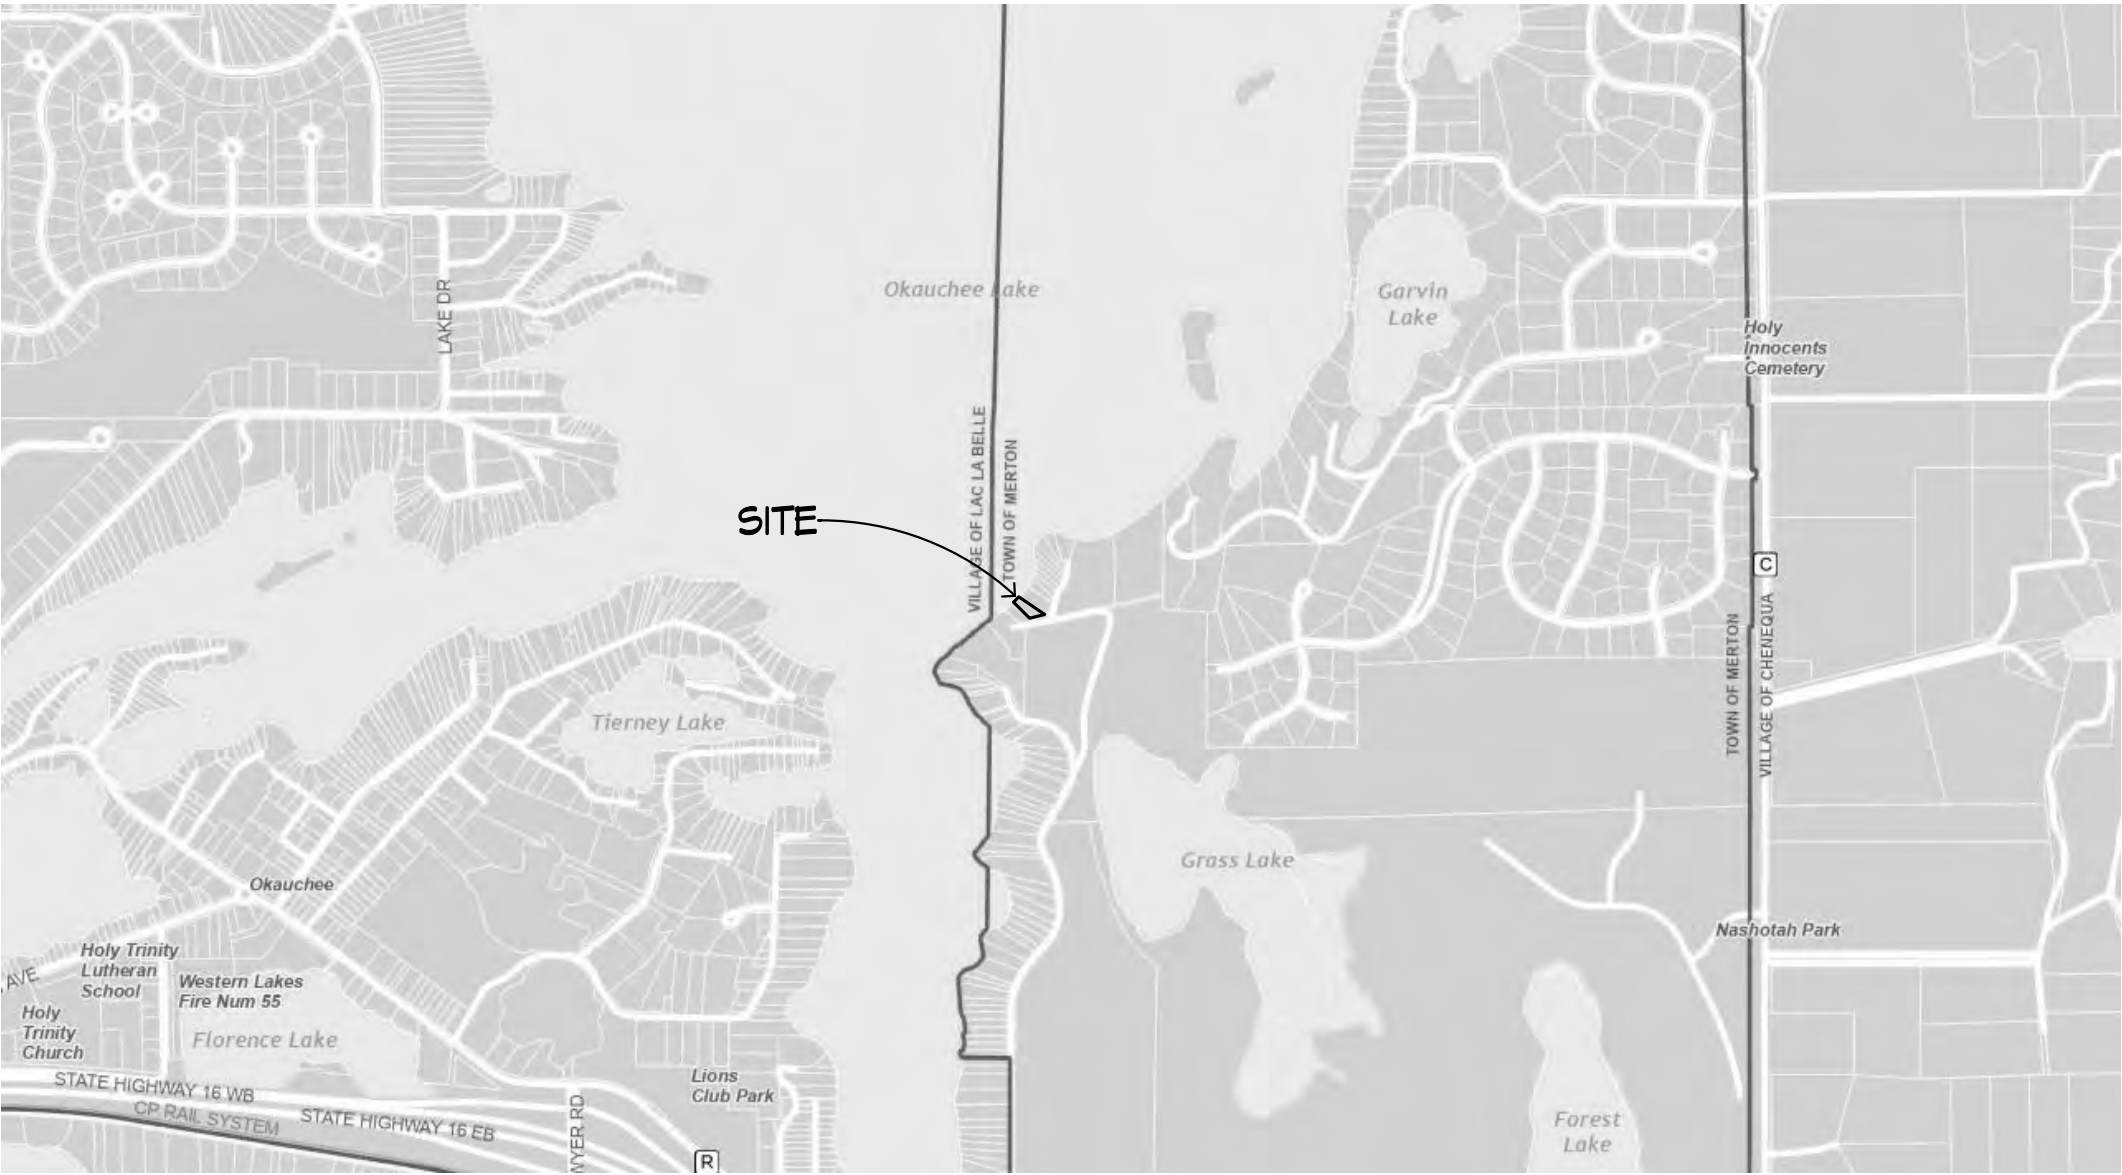 LAKE DR
Okauchee Lake
Garvin
Lake
Holy
Innocents
Cemetery
VILLAGE OF LAC LA BELLE
TOWN OF MERTON
SITE
C
TOWN OF MERTON
VILLAGE OF CHENEQUA
Tierney Lake
Grass Lake
Okauchee
Nashotah Park
Holy Trinity
Lutheran
School
AVE
Western Lakes
Fire Num 55
Holy
Trinity
Church
Florence Lake
STATE HIGHWAY 16 WB
CP RAIL SYSTEM
STATE HIGHWAY 16 EB
WYER RD
Lions
Club Park
R
Forest
Lake